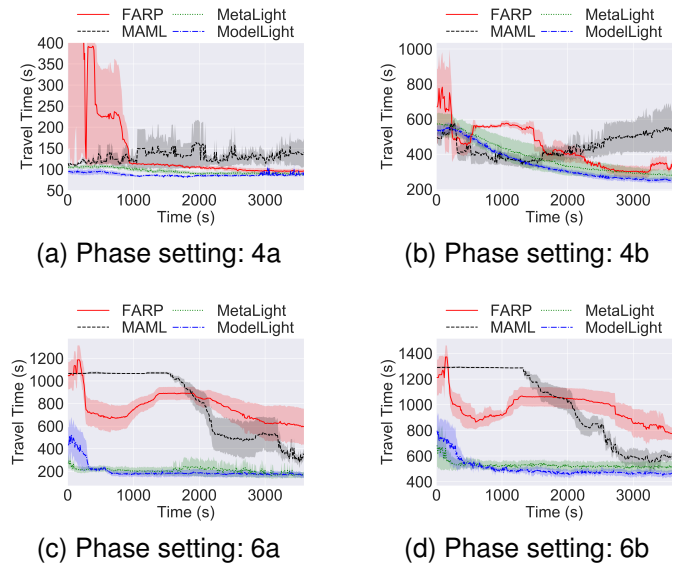 FARP MetaLight
MAML ModelLight
400
350
300
250
200
150
100
50
Travel Time (s)
0 1000 2000 3000
Time (s)
(a) Phase setting: 4a
FARP MetaLight
MAML ModelLight
1000
800
600
400
200
Travel Time (s)
0 1000 2000 3000
Time (s)
(b) Phase setting: 4b
FARP MetaLight
MAML ModelLight
1200
1000
800
600
400
200
Travel Time (s)
0 1000 2000 3000
Time (s)
(c) Phase setting: 6a
FARP MetaLight
MAML ModelLight
1400
1200
1000
800
600
400
Travel Time (s)
0 1000 2000 3000
Time (s)
(d) Phase setting: 6b